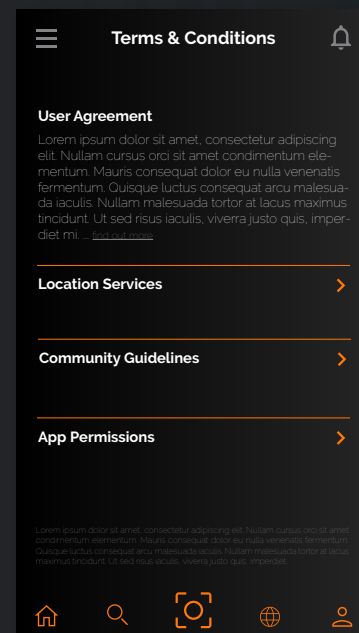 Terms & Conditions
User Agreement
Lorem ipsum dolor sit amet, consectetur adipiscing
elit. Nullam cursus orci sit amet condimentum ele-
mentum. Mauris consequat dolor eu nulla venenatis
fermentum. Quisque luctus consequat arcu malesua-
da iaculis. Nullam malesuada tortor at lacus maximus
tincidunt. Ut sed risus iaculis, viverra justo quis, imper-
diet mi. ... find out more
Location Services
Community Guidelines
App Permissions
Lorem ipsum dolor sit amet, consectetur adipiscing elit. Nullam cursus orci sit amet
condimentum elementum. Mauris consequat dolor eu nulla venenatis fermentum.
Quisque luctus consequat arcu malesuada iaculis. Nullam malesuada tortor at lacus
maximus tincidunt. Ut sed risus iaculis, viverra justo quis, imperdiet.